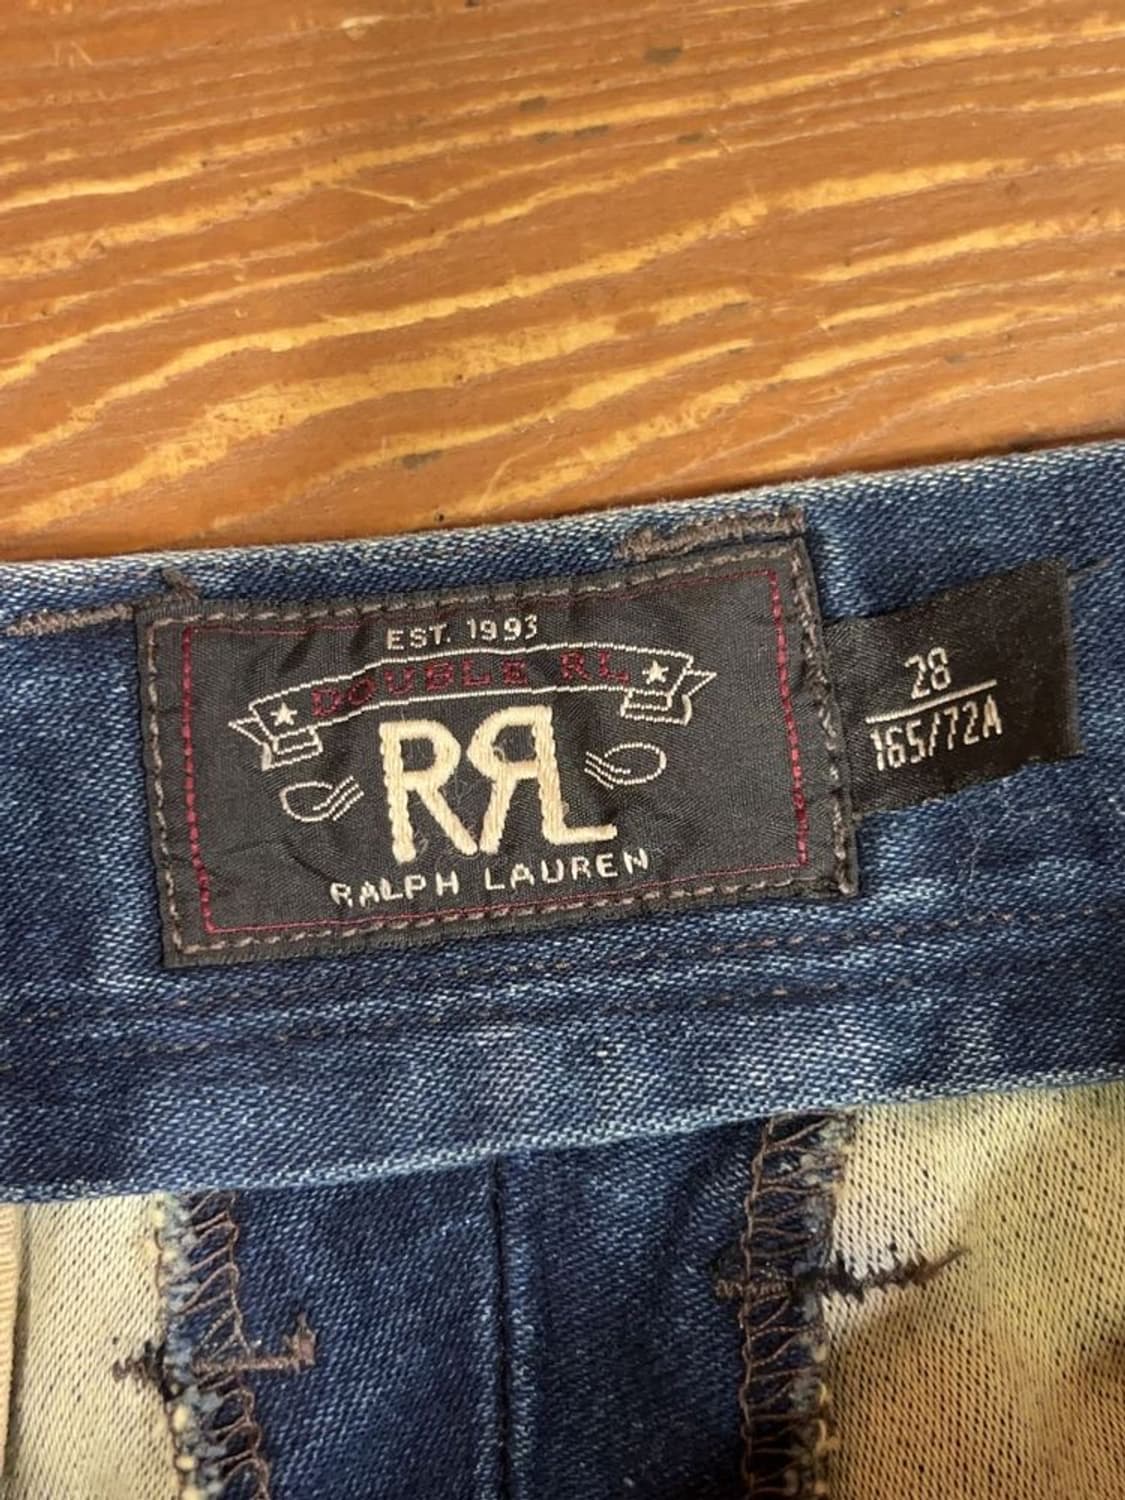 EST. 1993
DOUBLE RL
RRL
RALPH LAUREN
28
165/72A